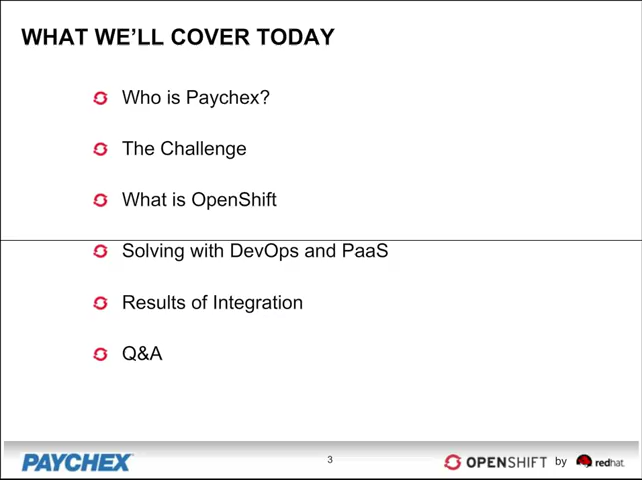 WHAT WE’LL COVER TODAY
Who is Paychex?
The Challenge
What is OpenShift
Solving with DevOps and PaaS
Results of Integration
Q&A
PAYCHEX
3
OPENSHIFT by redhat.